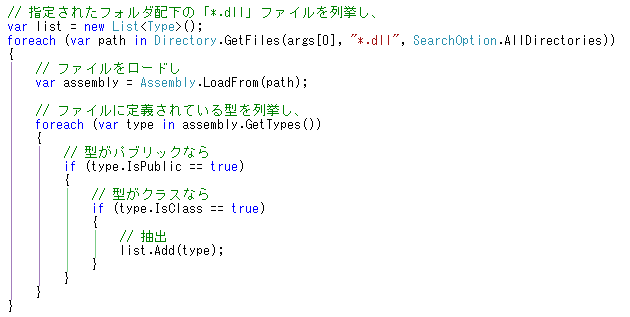 // 指定されたフォルダ配下の「*.dll」ファイルを列挙し、
var list = new List<Type>();
foreach (var path in Directory.GetFiles(args[0], "*.dll", SearchOption.AllDirectories))
{
    // ファイルをロードし
    var assembly = Assembly.LoadFrom(path);

    // ファイルに定義されている型を列挙し、
    foreach (var type in assembly.GetTypes())
    {
        // 型がパブリックなら
        if (type.IsPublic == true)
        {
            // 型がクラスなら
            if (type.IsClass == true)
            {
                // 抽出
                list.Add(type);
            }
        }
    }
}